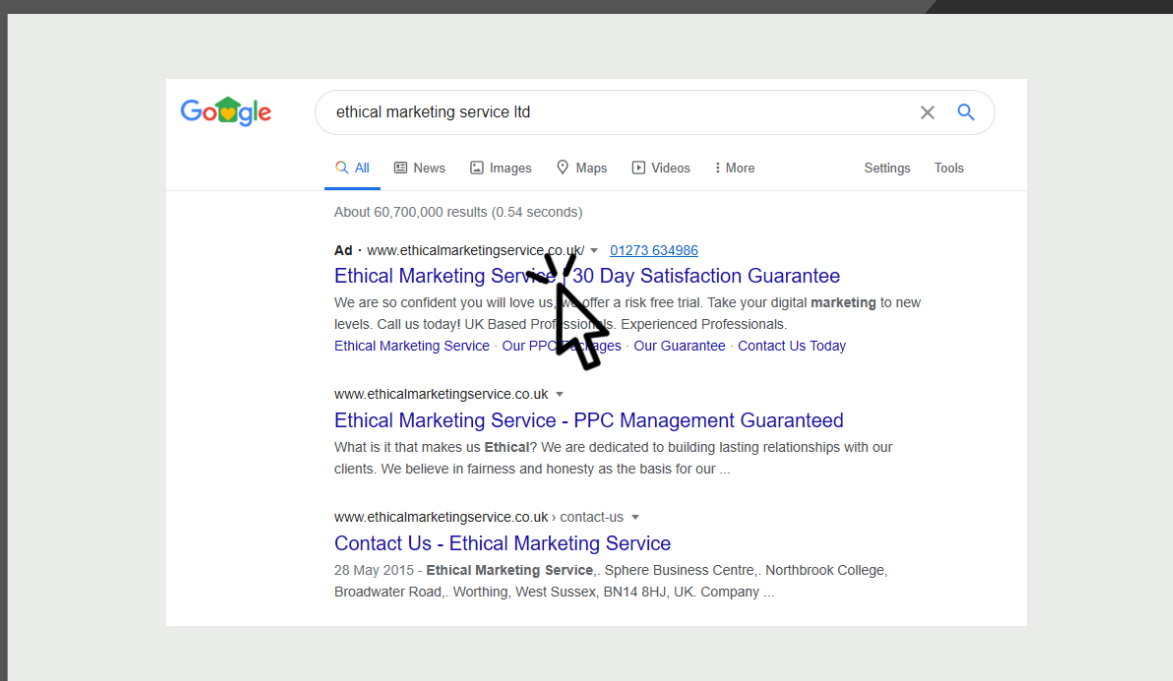 Google
ethical marketing service ltd
All News Images Maps Videos More Settings Tools
About 60,700,000 results (0.54 seconds)
Ad · www.ethicalmarketingservice.co.uk/ 01273 634986
Ethical Marketing Service | 30 Day Satisfaction Guarantee
We are so confident you will love us, we offer a risk free trial. Take your digital marketing to new
levels. Call us today! UK Based Professionals. Experienced Professionals.
Ethical Marketing Service · Our PPC Packages · Our Guarantee · Contact Us Today
www.ethicalmarketingservice.co.uk
Ethical Marketing Service - PPC Management Guaranteed
What is it that makes us Ethical? We are dedicated to building lasting relationships with our
clients. We believe in fairness and honesty as the basis for our ...
www.ethicalmarketingservice.co.uk › contact-us
Contact Us - Ethical Marketing Service
28 May 2015 - Ethical Marketing Service,. Sphere Business Centre,. Northbrook College,
Broadwater Road,. Worthing, West Sussex, BN14 8HJ, UK. Company ...